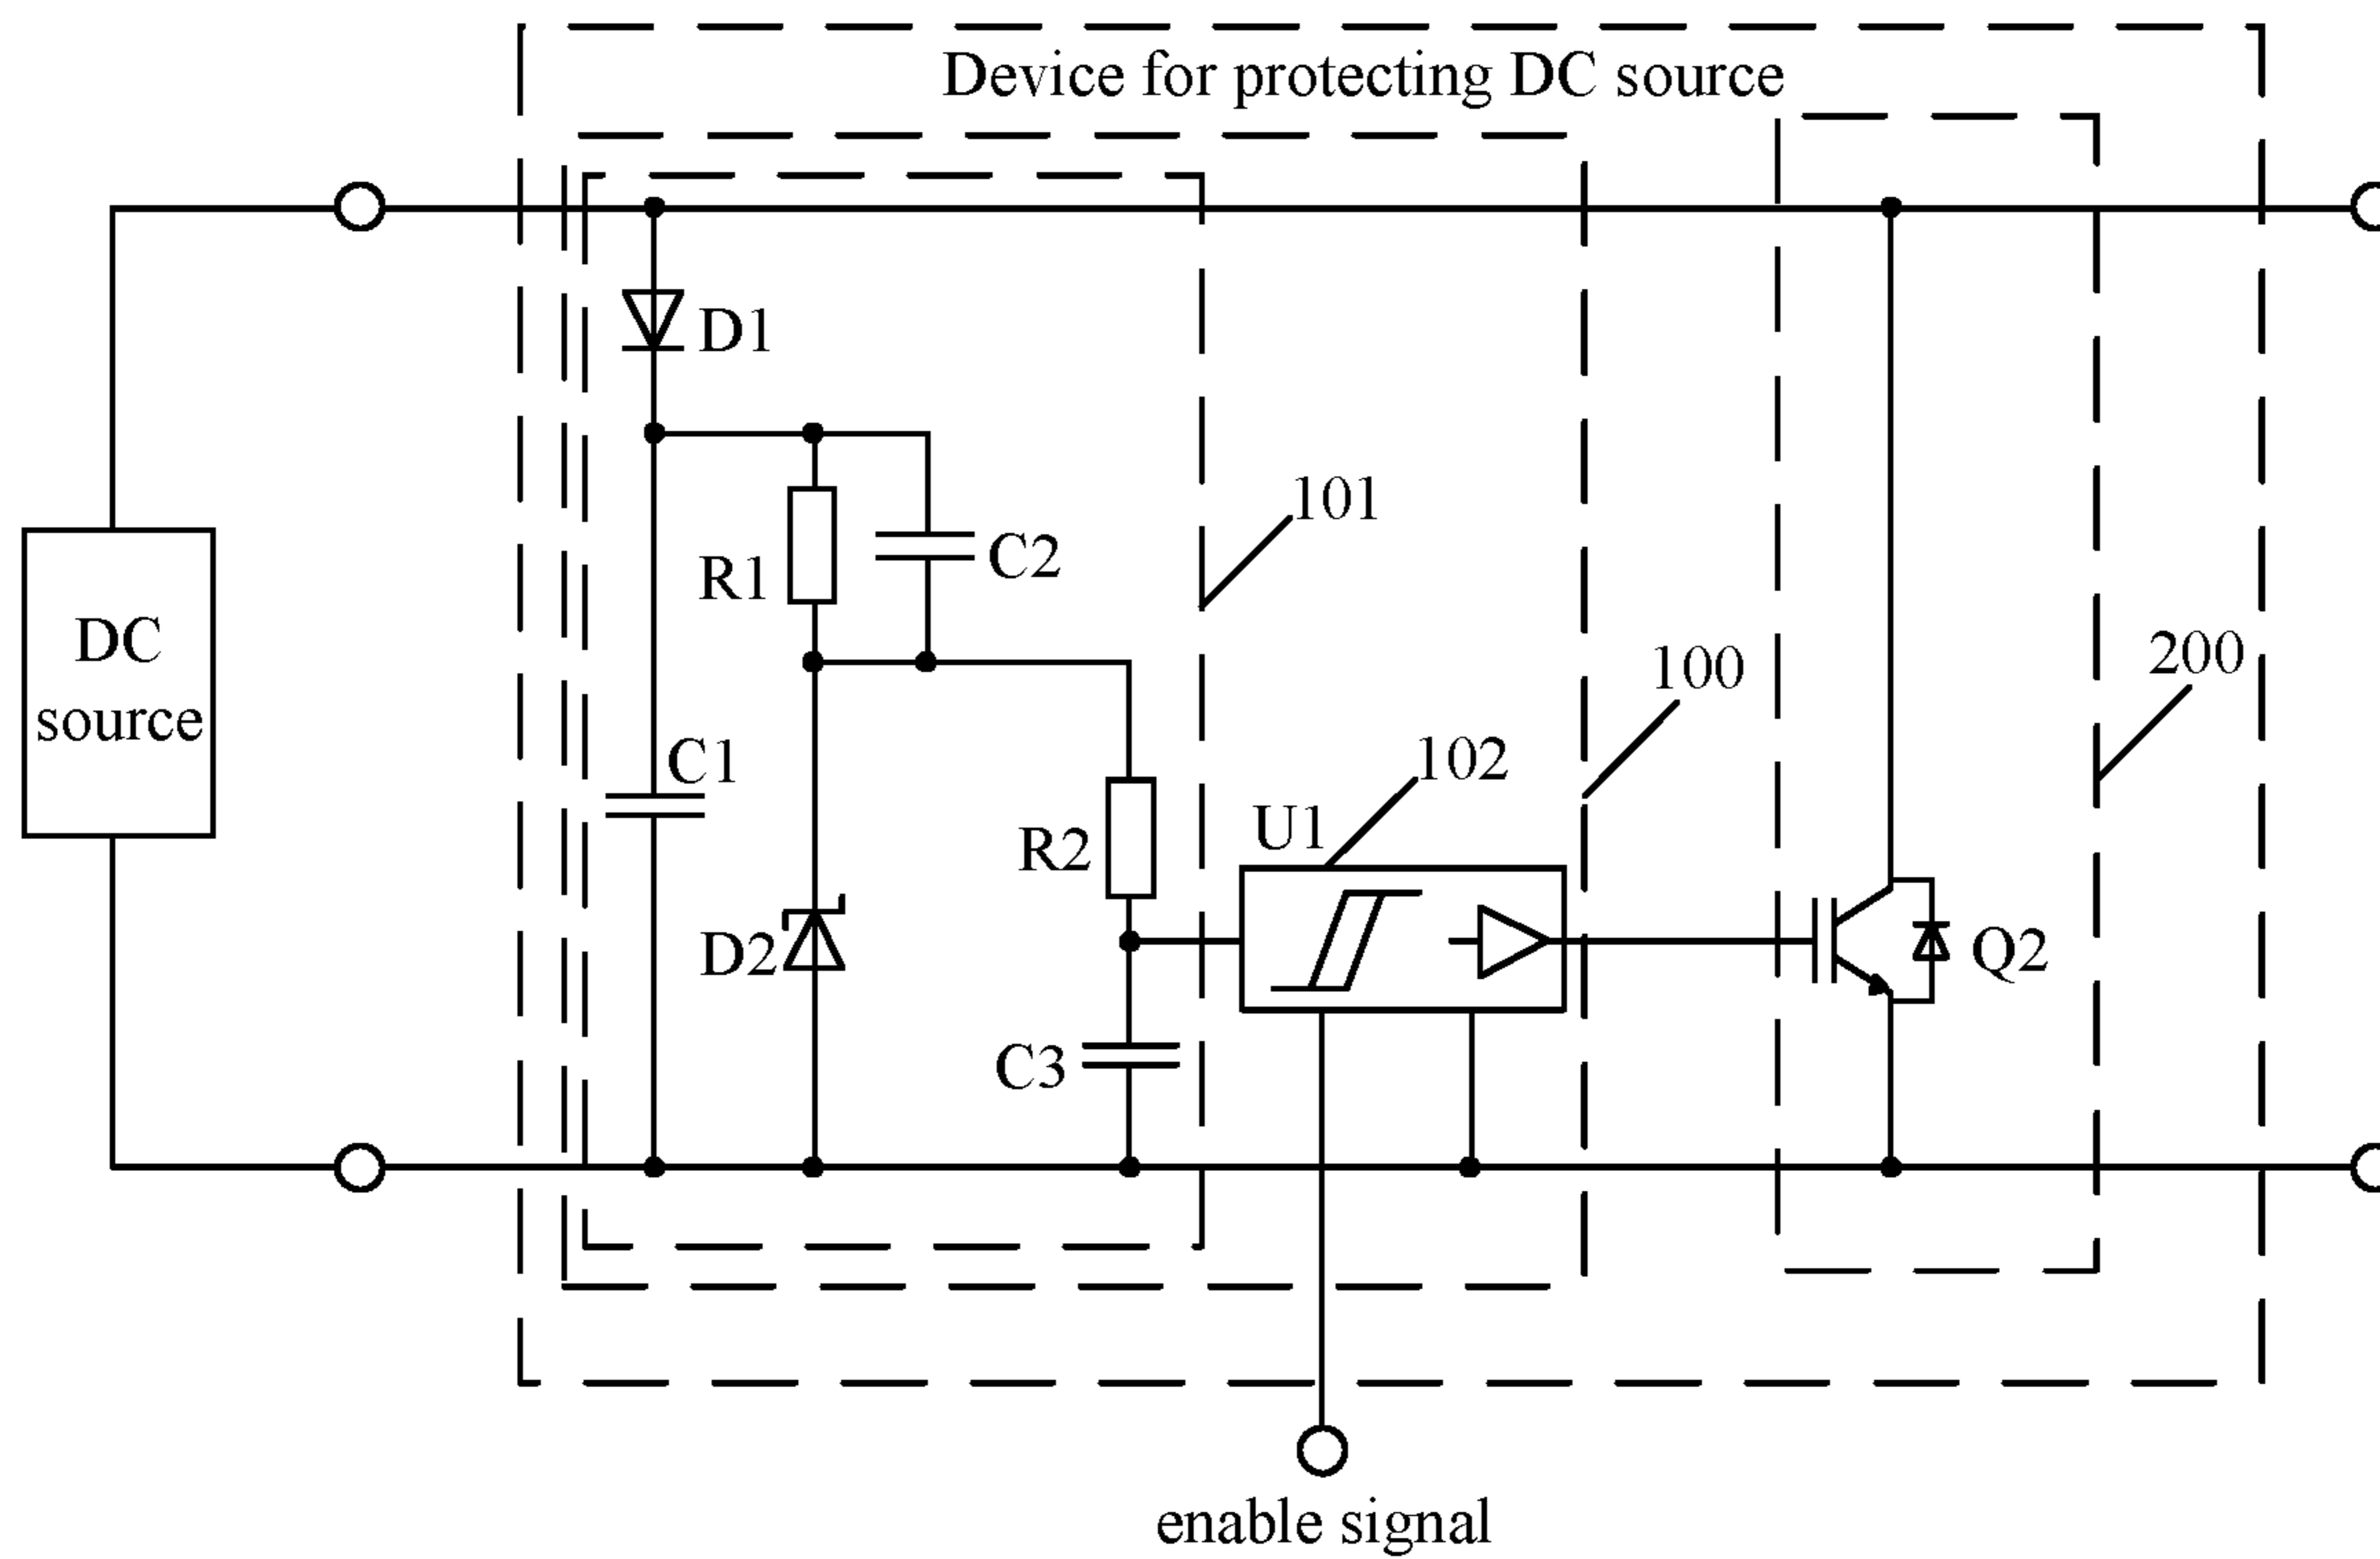 Device for protecting DC source
D1
101
R1
C2
DC
source
100
200
C1
102
U1
R2
D2
Q2
C3
enable signal